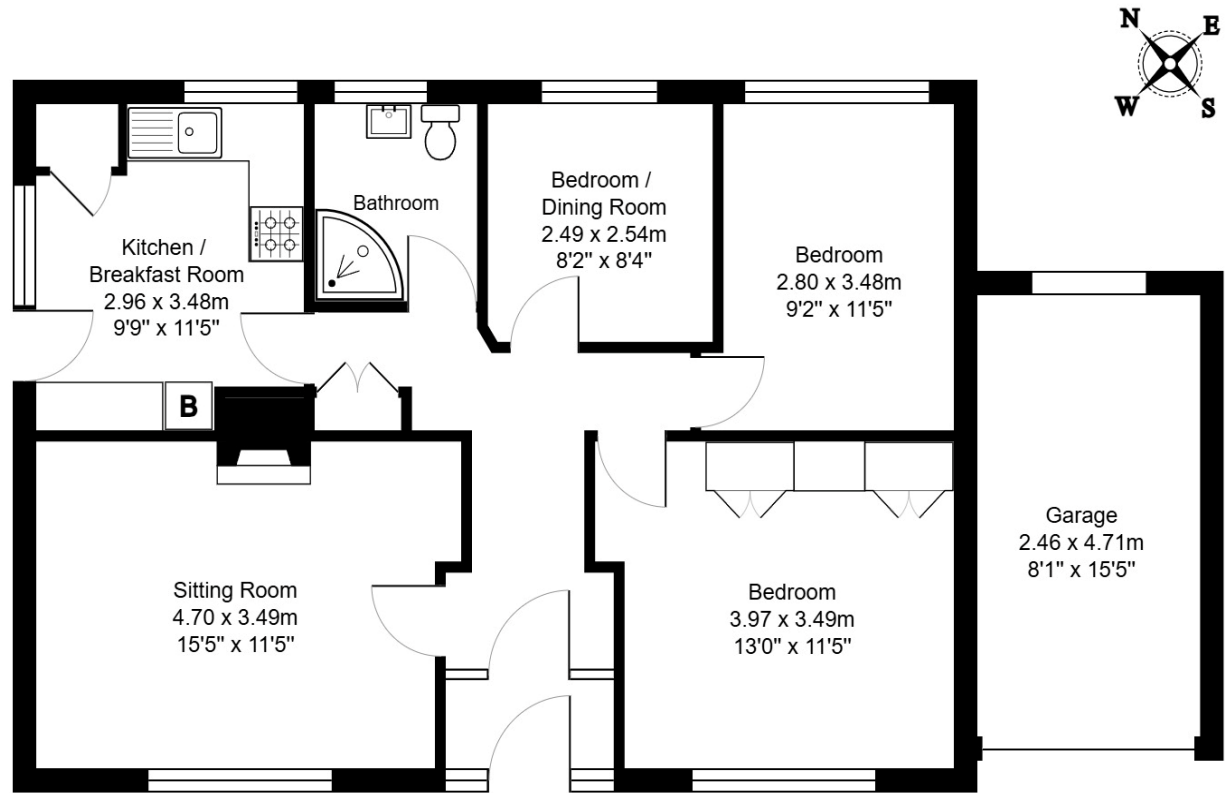 N
E
W
S
Kitchen /
Breakfast Room
2.96 x 3.48m
9'9" x 11'5"
Bathroom
Bedroom /
Dining Room
2.49 x 2.54m
8'2" x 8'4"
Bedroom
2.80 x 3.48m
9'2" x 11'5"
B
Sitting Room
4.70 x 3.49m
15'5" x 11'5"
Bedroom
3.97 x 3.49m
13'0" x 11'5"
Garage
2.46 x 4.71m
8'1" x 15'5"